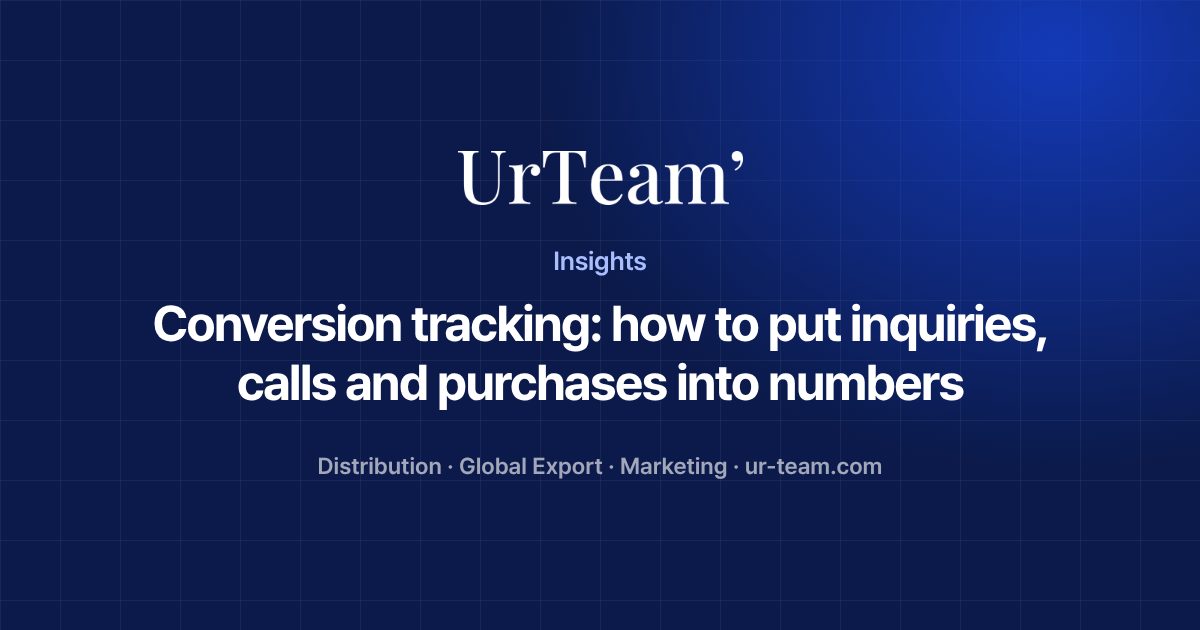 UrTeam’
Insights
Conversion tracking: how to put inquiries,
calls and purchases into numbers
Distribution · Global Export · Marketing · ur-team.com